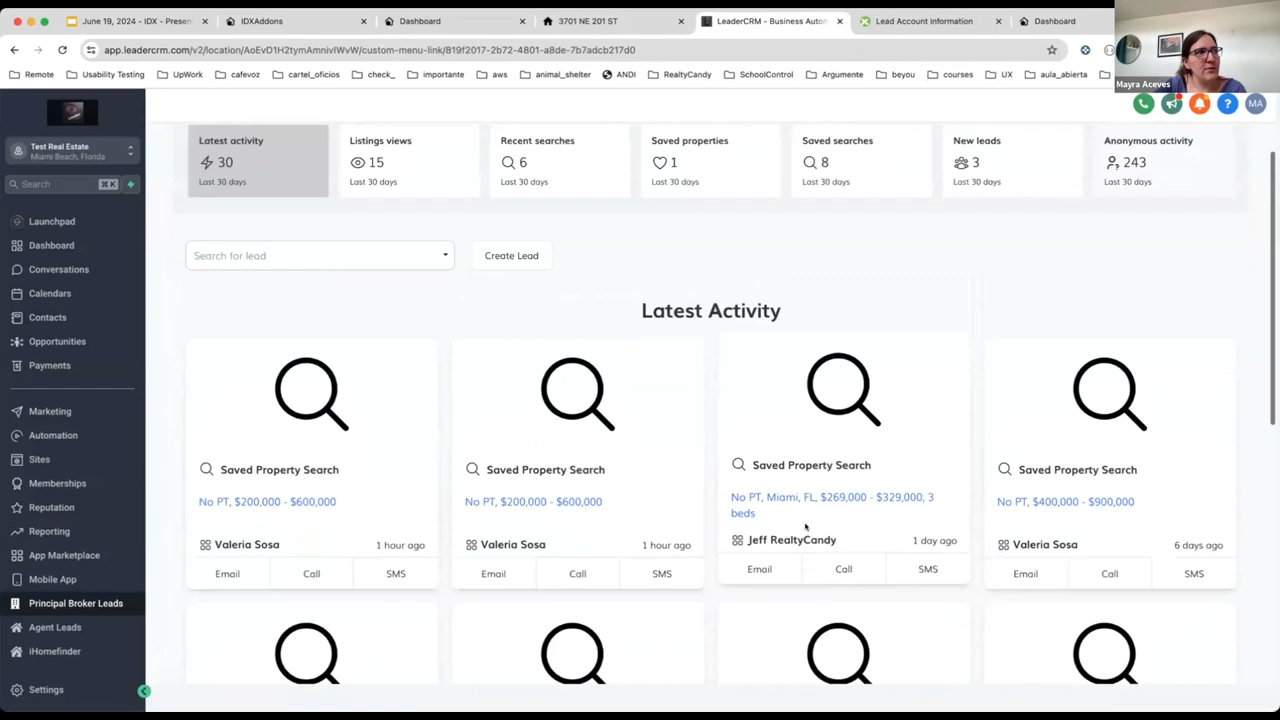 June 19, 2024 - IDX - Presen
IDXAddons
Dashboard
3701 NE 201 ST
LeaderCRM - Business Autom
Lead Account Information
Dashboard
app.leadercrm.com/v2/location/AoEvD1H2tymAmnivIWvW/custom-menu-link/819f2017-2b72-4801-a8de-7b7adcb217d0
Remote
Usability Testing
UpWork
cafevoz
cartel_oficios
check_
importante
aws
animal_shelter
ANDI
RealtyCandy
SchoolControl
Argumente
beyou
courses
UX
aula_abierta
Mayra Aceves
MA
Test Real Estate
Miami Beach, Florida
Search
⌘ K
Launchpad
Dashboard
Conversations
Calendars
Contacts
Opportunities
Payments
Marketing
Automation
Sites
Memberships
Reputation
Reporting
App Marketplace
Mobile App
Principal Broker Leads
Agent Leads
iHomefinder
Settings
Latest activity
30
Last 30 days
Listings views
15
Last 30 days
Recent searches
6
Last 30 days
Saved properties
1
Last 30 days
Saved searches
8
Last 30 days
New leads
3
Last 30 days
Anonymous activity
243
Last 30 days
Search for lead
Create Lead
Latest Activity
Saved Property Search
No PT, $200,000 - $600,000
Valeria Sosa
1 hour ago
Email
Call
SMS
Saved Property Search
No PT, $200,000 - $600,000
Valeria Sosa
1 hour ago
Email
Call
SMS
Saved Property Search
No PT, Miami, FL, $269,000 - $329,000, 3
beds
Jeff RealtyCandy
1 day ago
Email
Call
SMS
Saved Property Search
No PT, $400,000 - $900,000
Valeria Sosa
6 days ago
Email
Call
SMS